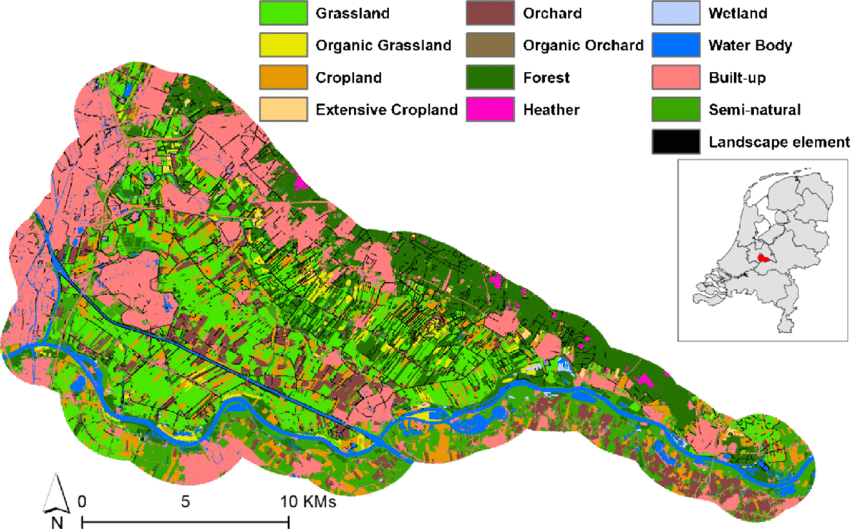 Grassland
Orchard
Wetland
Organic Grassland
Organic Orchard
Water Body
Cropland
Forest
Built-up
Extensive Cropland
Heather
Semi-natural
Landscape element
N
0 5 10 KMs